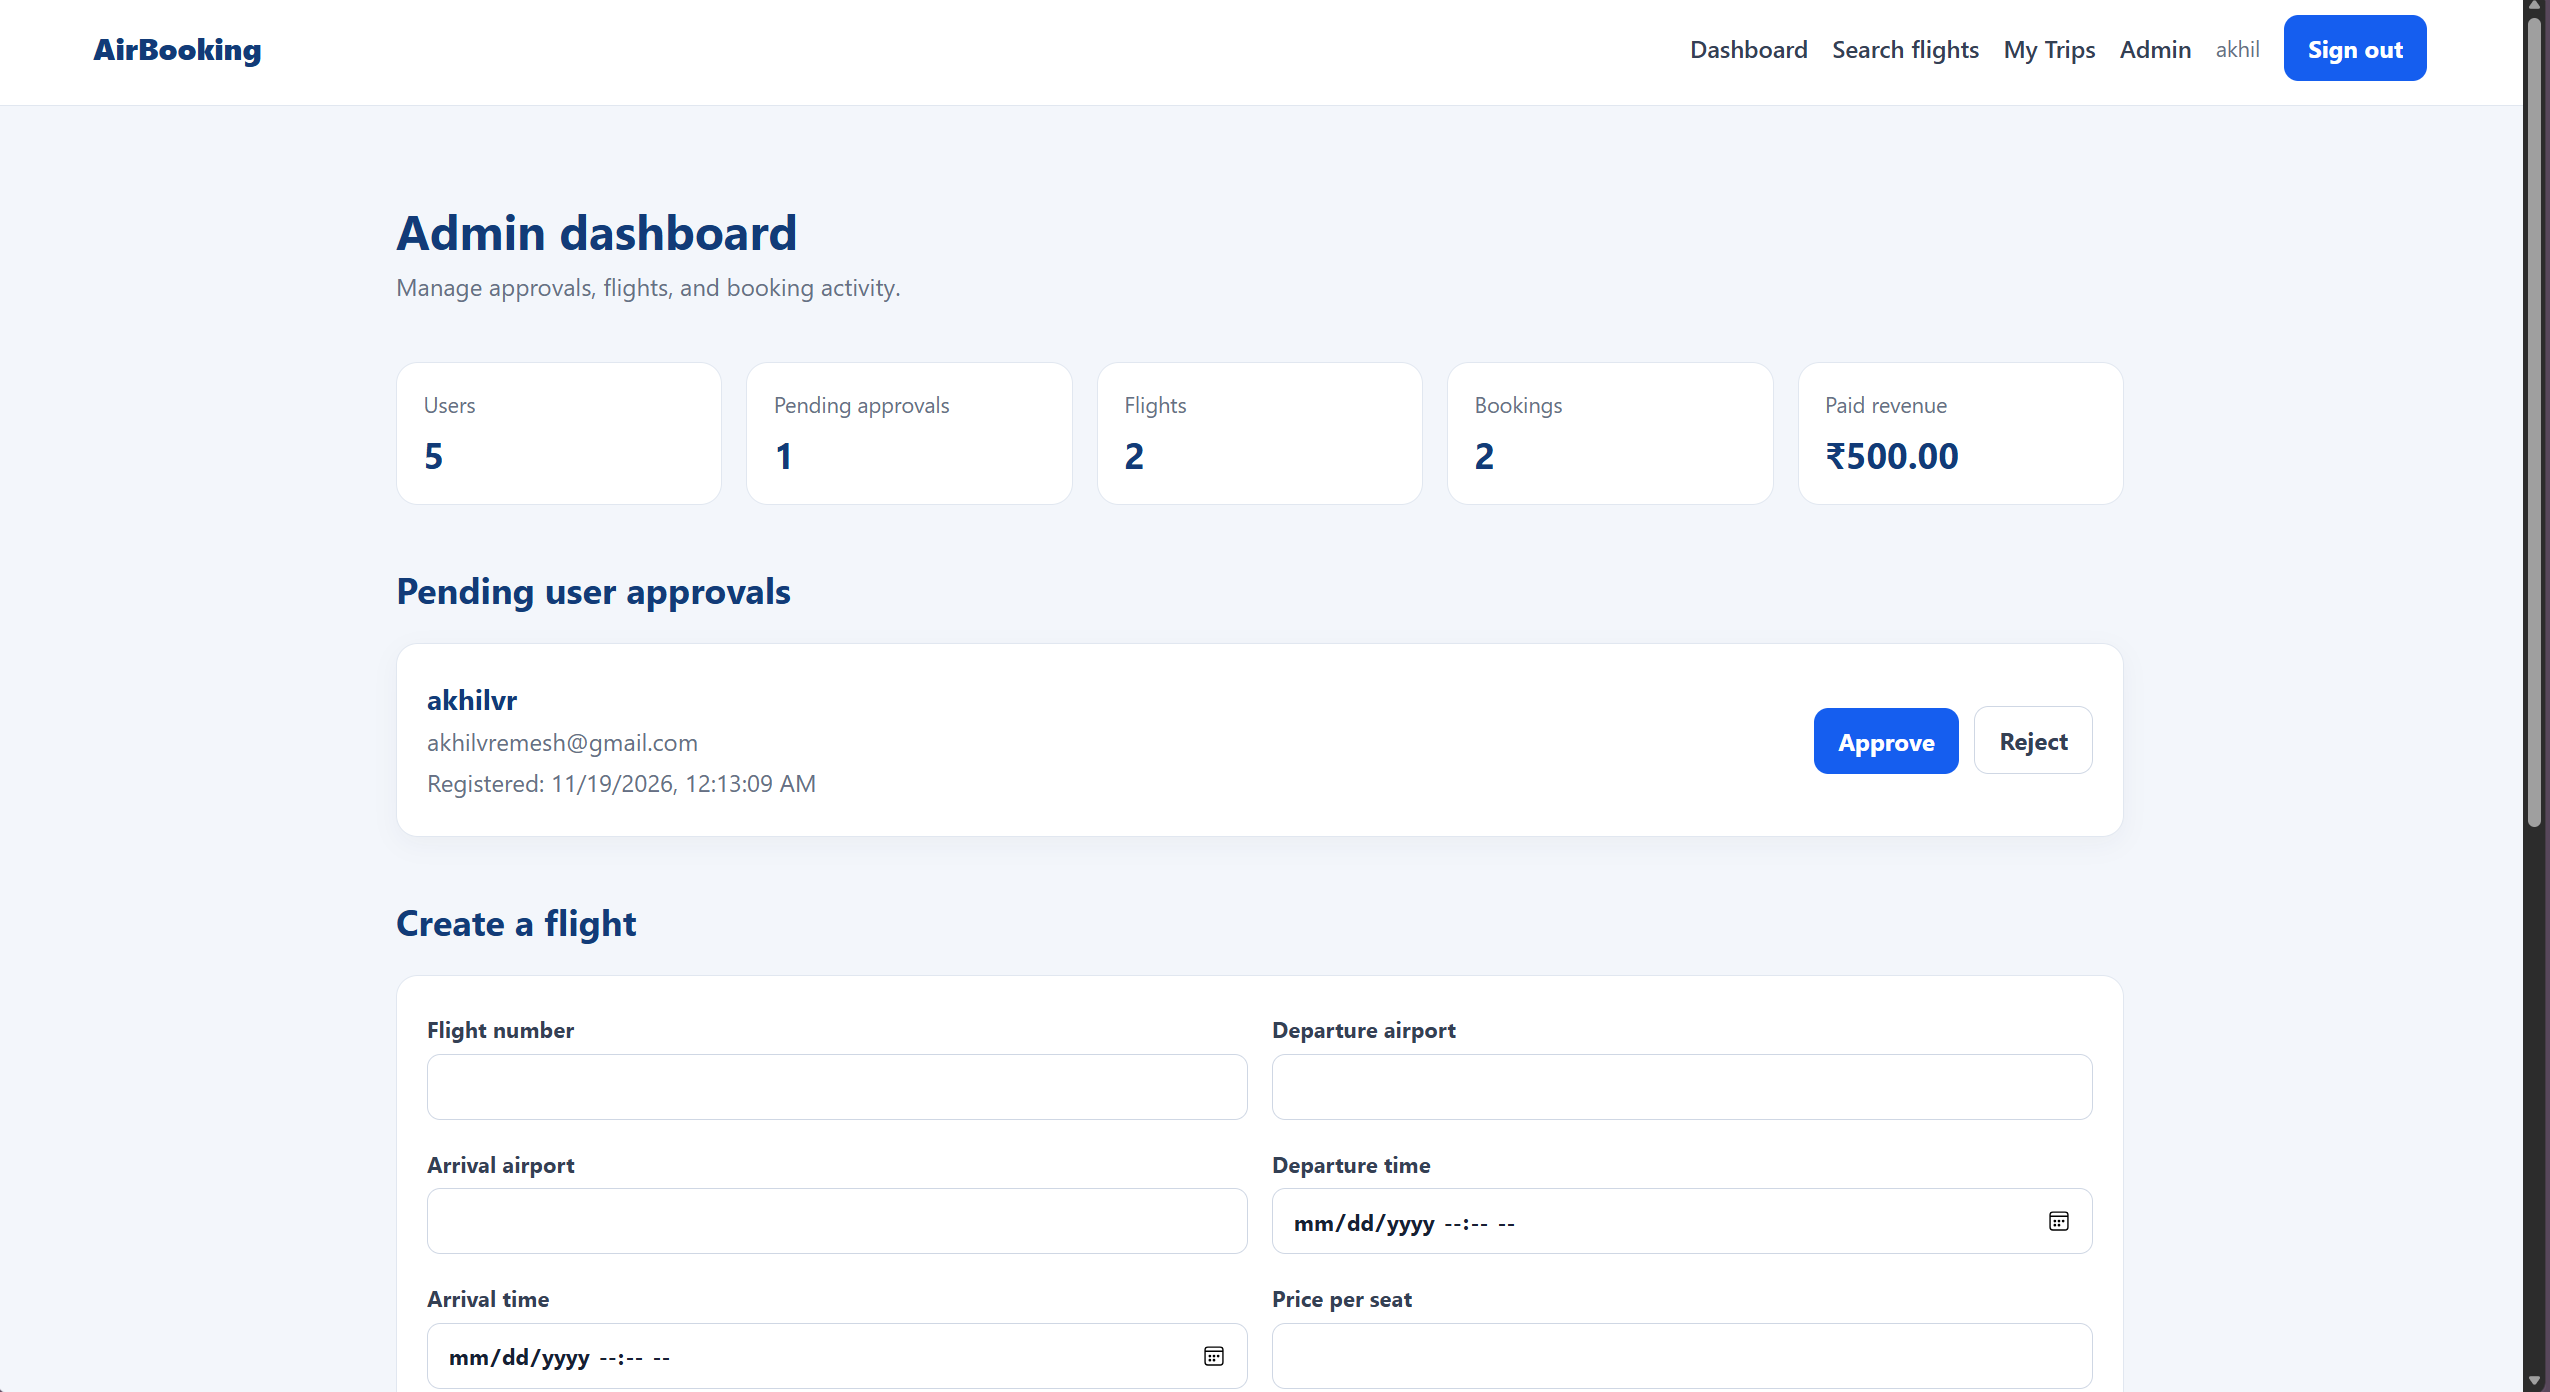 AirBooking
Dashboard Search flights My Trips Admin akhil Sign out
Admin dashboard
Manage approvals, flights, and booking activity.
Users Pending approvals Flights Bookings Paid revenue
5 1 2 2 ₹500.00
Pending user approvals
akhilvr
akhilvremesh@gmail.com
Registered: 11/19/2026, 12:13:09 AM
Approve Reject
Create a flight
Flight number Departure airport
Arrival airport Departure time
mm/dd/yyyy --:-- --
Arrival time Price per seat
mm/dd/yyyy --:-- --